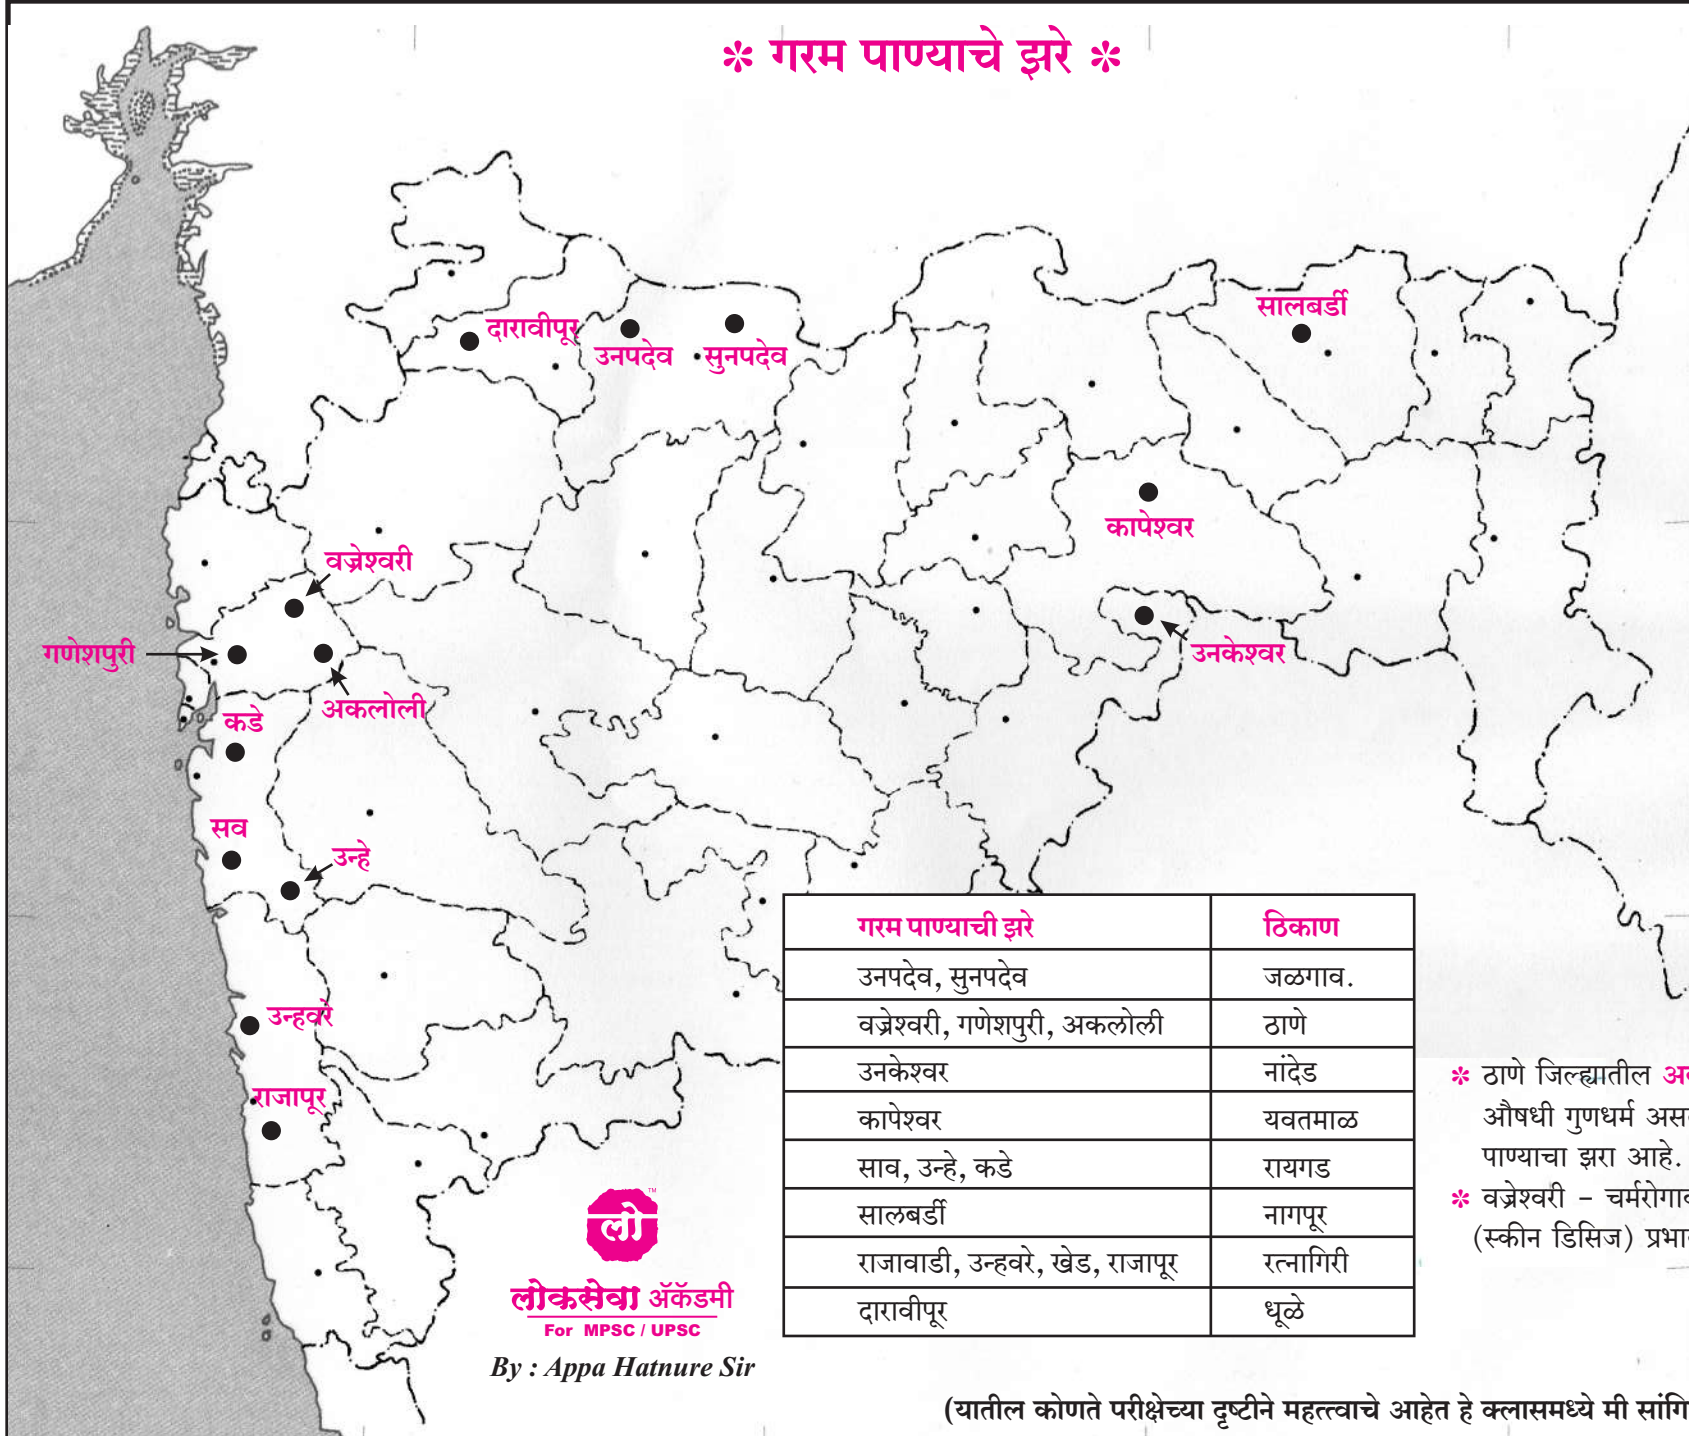 ✽ गरम पाण्याचे झरे ✽
दारावीपूर
उनपदेव
सुनपदेव
सालबर्डी
कापेश्वर
वज्रेश्वरी
गणेशपुरी
अकलोली
उनकेश्वर
कडे
सव
उन्हे
उन्हवरे
राजापूर
गरम पाण्याची झरे ठिकाण
उनपदेव, सुनपदेव जळगाव.
वज्रेश्वरी, गणेशपुरी, अकलोली ठाणे
उनकेश्वर नांदेड
कापेश्वर यवतमाळ
साव, उन्हे, कडे रायगड
सालबर्डी नागपूर
राजावाडी, उन्हवरे, खेड, राजापूर रत्नागिरी
दारावीपूर धूळे
✽ ठाणे जिल्ह्यातील
औषधी गुणधर्म
पाण्याचा झरा आहे.
✽ वज्रेश्वरी –
(स्कीन डिसिज)
लो TM
लोकसेवा ॲकॅडमी
For MPSC / UPSC
By : Appa Hatnure Sir
(यातील कोणते परीक्षेच्या दृष्टीने महत्त्वाचे आहेत हे क्लासमध्ये मी